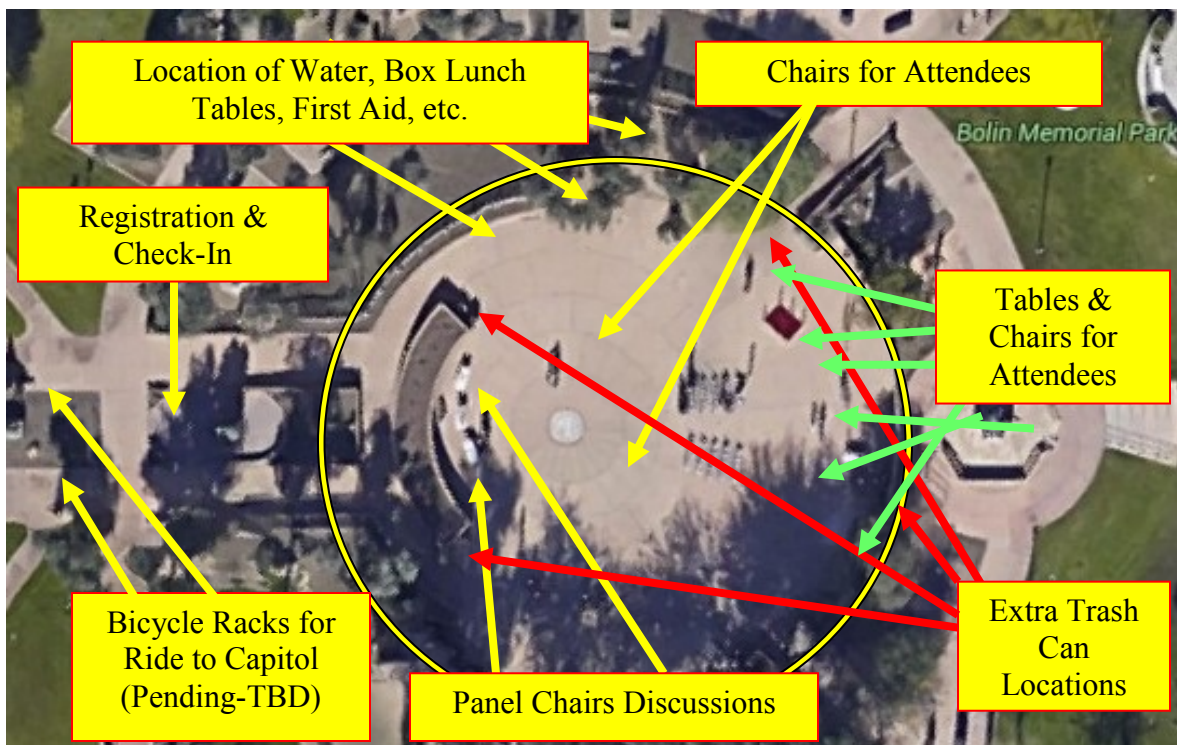 Location of Water, Box Lunch
Tables, First Aid, etc.
Chairs for Attendees
Bolin Memorial Park
Registration &
Check-In
Tables &
Chairs for
Attendees
Bicycle Racks for
Ride to Capitol
(Pending-TBD)
Panel Chairs Discussions
Extra Trash
Can
Locations